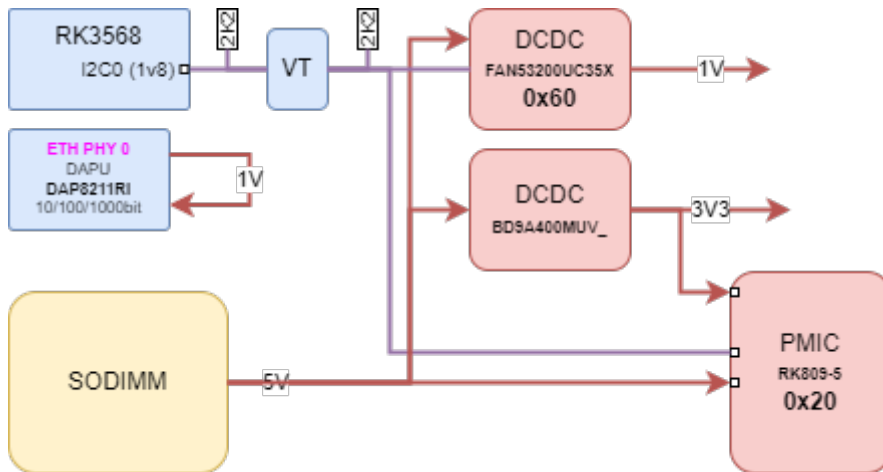 RK3568
I2C0 (1v8)
2K2
VT
2K2
DCDC
FAN53200UC35X
0x60
1V
ETH PHY 0
DAPU
DAP8211RI
10/100/1000bit
1V
DCDC
BD9A400MUV_
3V3
SODIMM
5V
PMIC
RK809-5
0x20